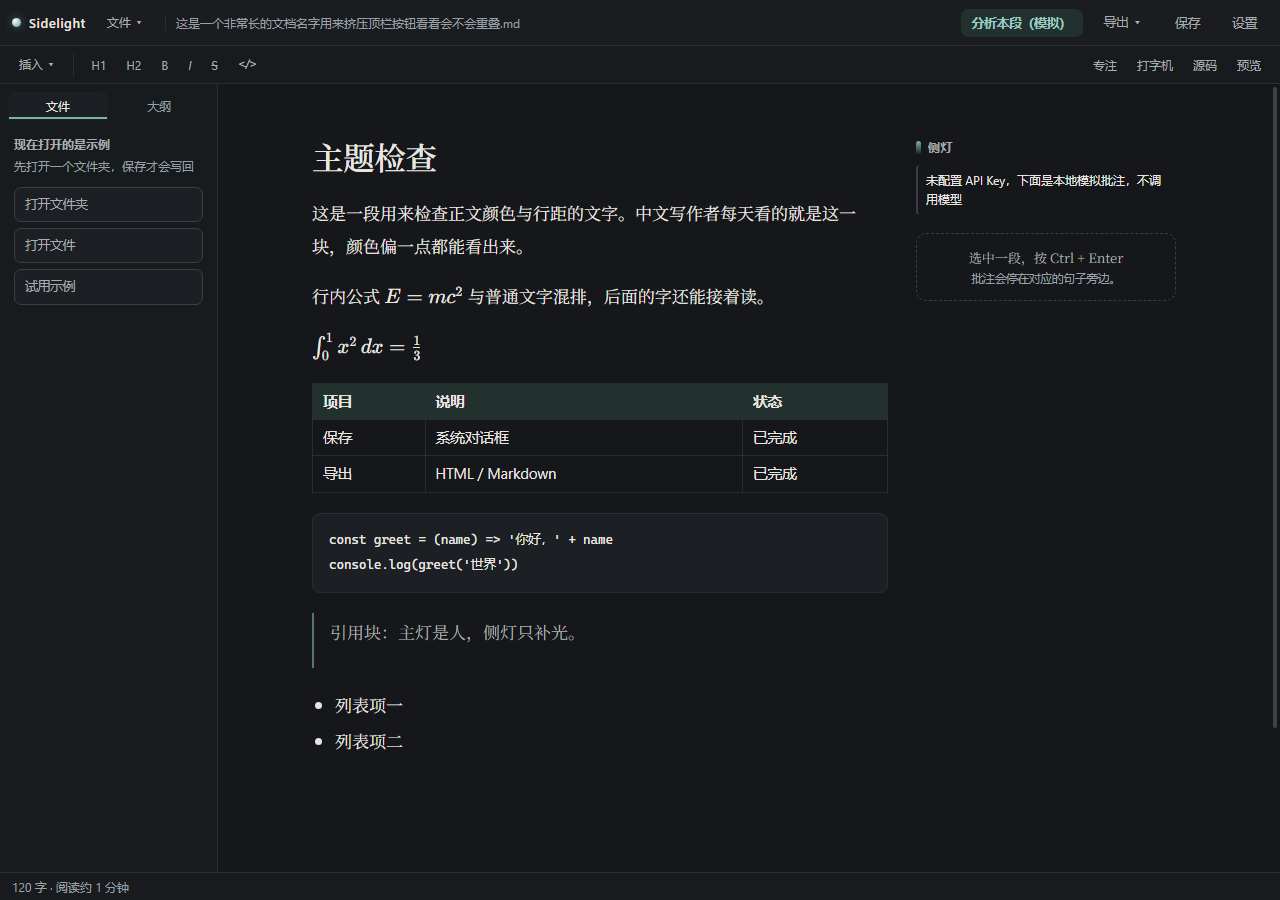 Sidelight 文件 这是一个非常长的文档名字用来挤压顶栏按钮看看会不会重叠.md 分析本段（模拟） 导出 保存 设置
插入 H1 H2 B I S </> 专注 打字机 源码 预览
文件 大纲
现在打开的是示例
先打开一个文件夹，保存才会写回
打开文件夹
打开文件
试用示例
主题检查
这是一段用来检查正文颜色与行距的文字。中文写作者每天看的就是这一
块，颜色偏一点都能看出来。
行内公式 E = mc² 与普通文字混排，后面的字还能接着读。
∫₀¹ x² dx = 1/3
项目 说明 状态
保存 系统对话框 已完成
导出 HTML / Markdown 已完成
const greet = (name) => '你好，' + name
console.log(greet('世界'))
引用块：主灯是人，侧灯只补光。
列表项一
列表项二
侧灯
未配置 API Key，下面是本地模拟批注，不调
用模型
选中一段，按 Ctrl + Enter
批注会停在对应的句子旁边。
120 字 · 阅读约 1 分钟